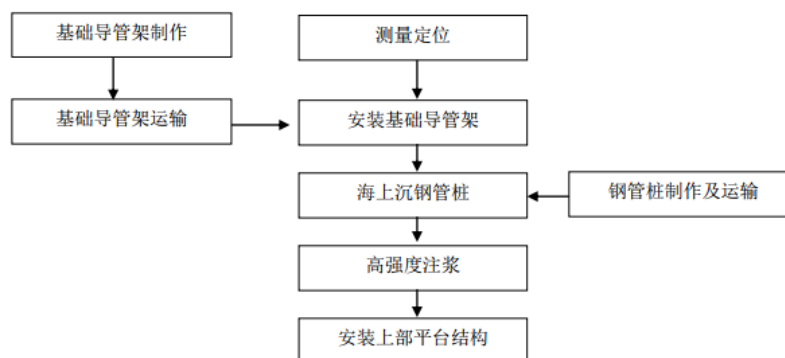 基础导管架制作
测量定位
基础导管架运输
安装基础导管架
海上沉钢管桩
钢管桩制作及运输
高强度注浆
安装上部平台结构